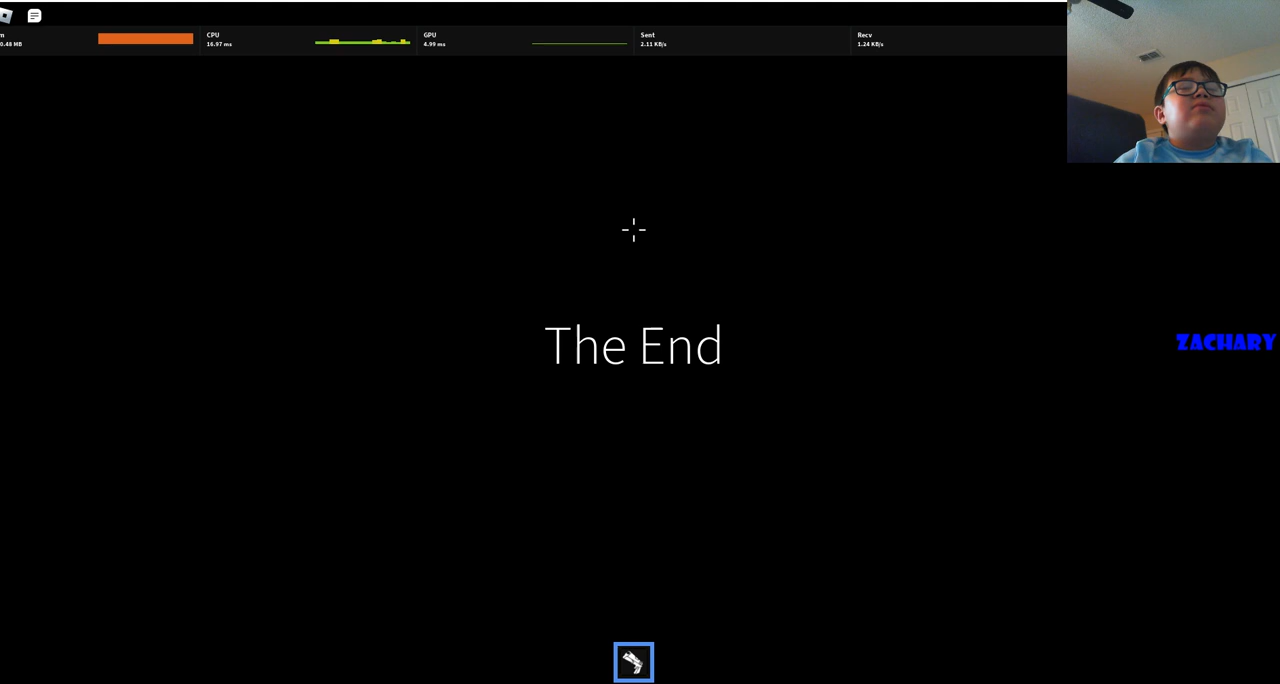 CPU
16.97 ms
GPU
4.99 ms
Sent
2.11 KB/s
Recv
1.24 KB/s
The End
ZACHARY